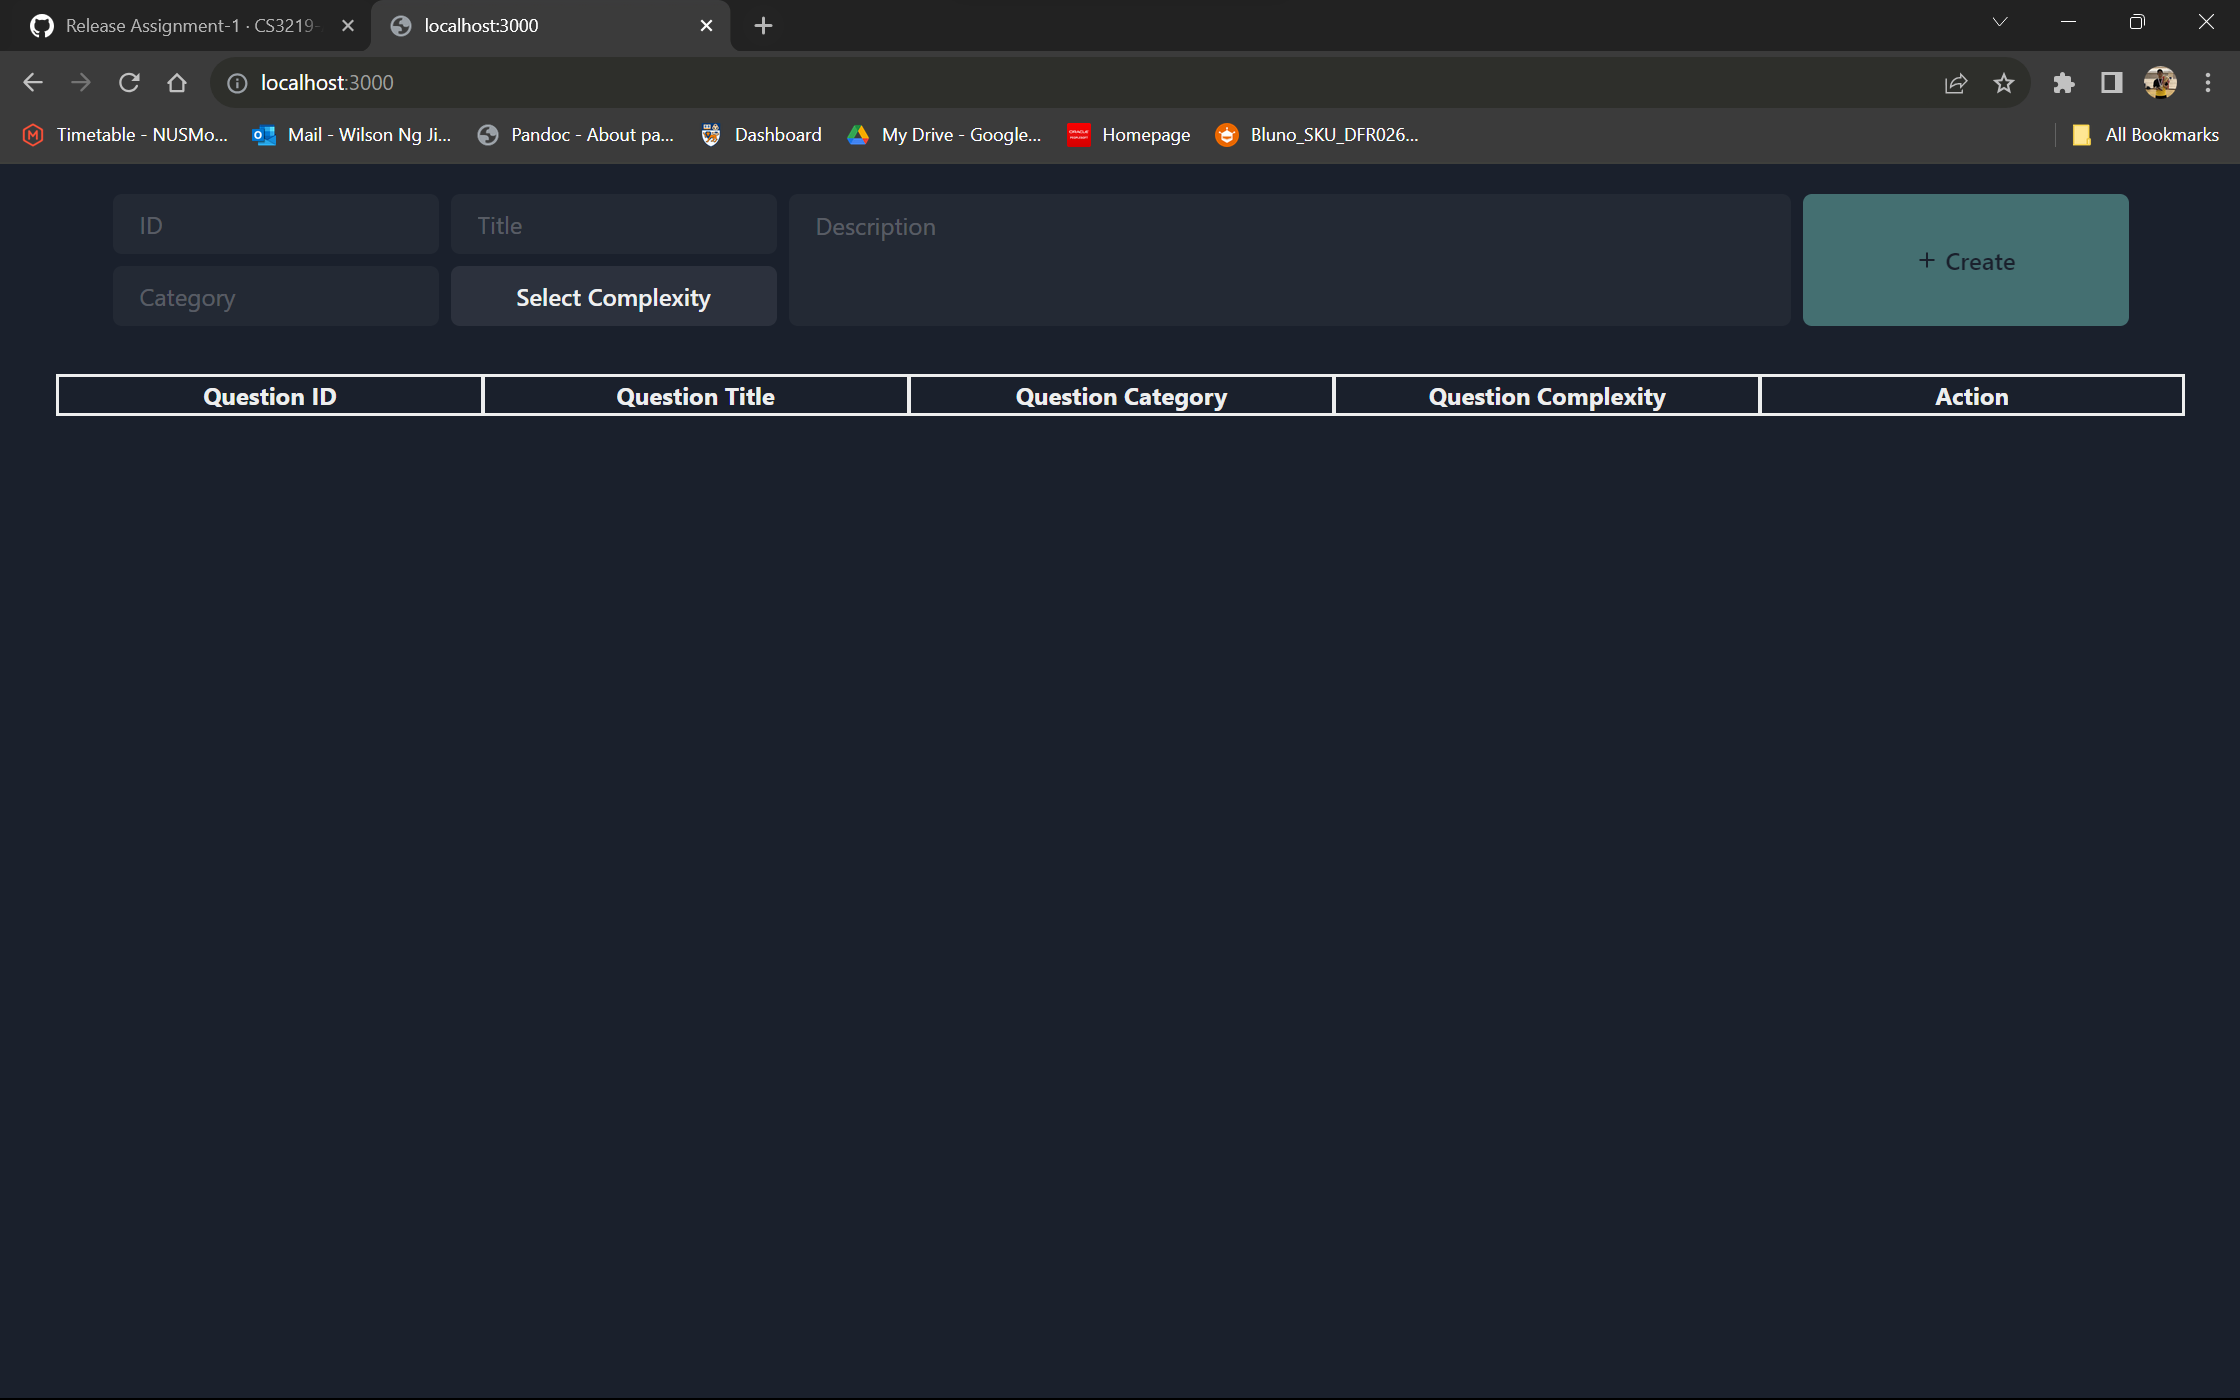 Release Assignment-1 · CS3219-
localhost:3000
localhost:3000
Timetable - NUSMo... Mail - Wilson Ng Ji... Pandoc - About pa... Dashboard My Drive - Google... Homepage Bluno_SKU_DFR026... All Bookmarks
ID Title Description
+ Create
Category Select Complexity
Question ID Question Title Question Category Question Complexity Action